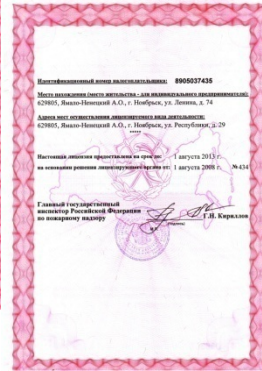 Идентификационный номер налогоплательщика: 8905037435
Место нахождения (место жительства - для индивидуального предпринимателя):
629805, Ямало-Ненецкий А.О., г. Ноябрьск, ул. Ленина, д. 74
Адреса мест осуществления лицензируемого вида деятельности:
629805, Ямало-Ненецкий А.О., г. Ноябрьск, ул. Республики, д. 29
*****
Настоящая лицензия предоставлена на срок до: 1 августа 2013 г.
на основании решения лицензирующего органа от: 1 августа 2008 г. №434
Главный государственный
инспектор Российской Федерации
по пожарному надзору
Г.Н. Кириллов